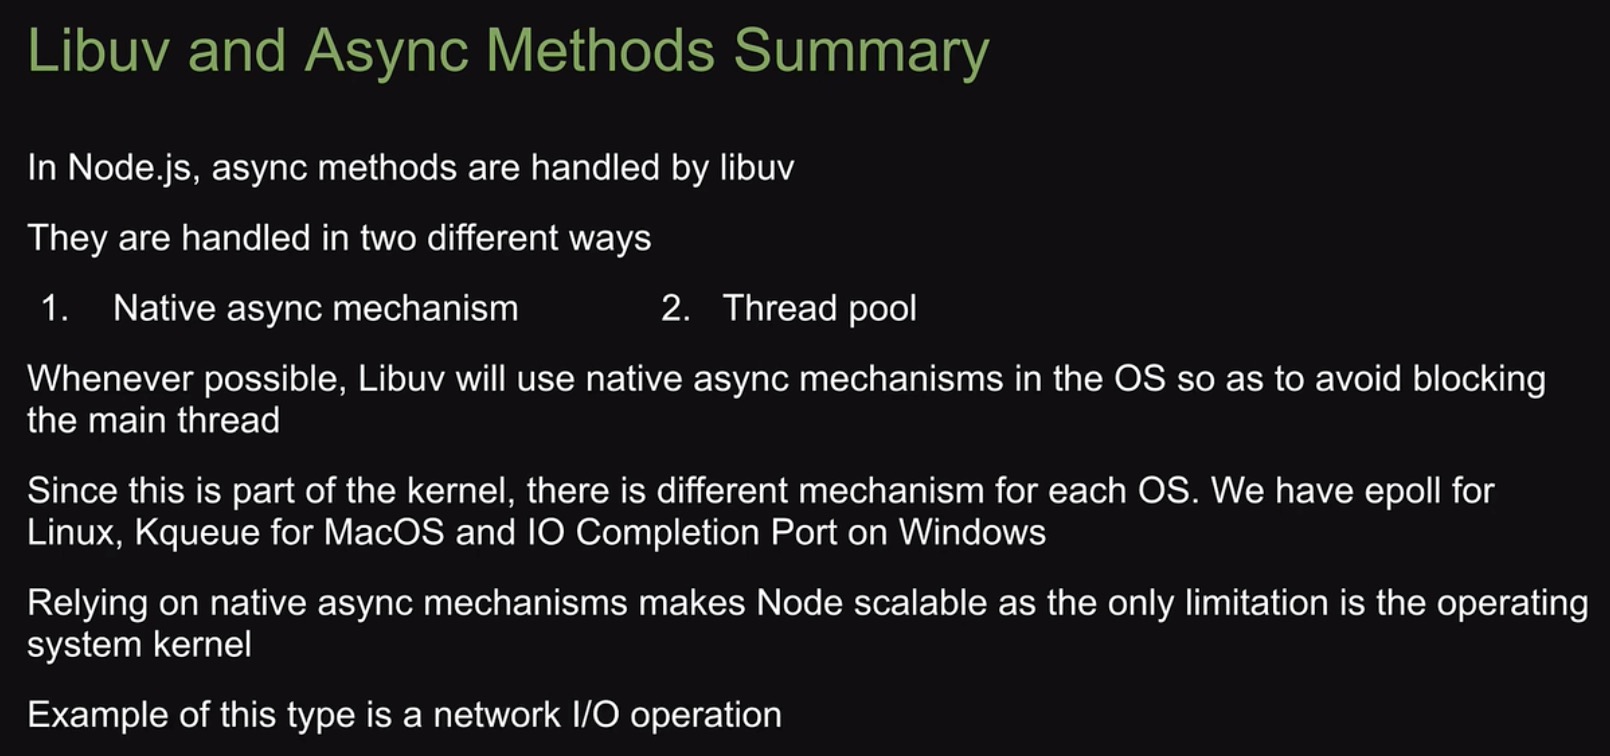 Libuv and Async Methods Summary
In Node.js, async methods are handled by libuv
They are handled in two different ways
1. Native async mechanism 2. Thread pool
Whenever possible, Libuv will use native async mechanisms in the OS so as to avoid blocking
the main thread
Since this is part of the kernel, there is different mechanism for each OS. We have epoll for
Linux, Kqueue for MacOS and IO Completion Port on Windows
Relying on native async mechanisms makes Node scalable as the only limitation is the operating
system kernel
Example of this type is a network I/O operation